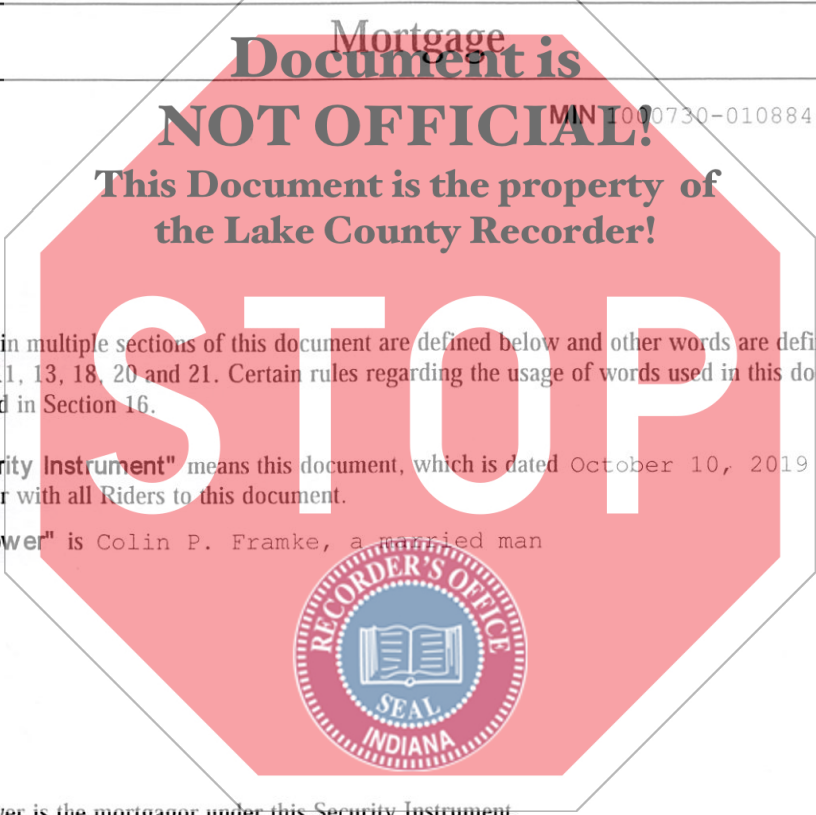 Mortgage
Document is
NOT OFFICIAL!
MIN 1000730-010884
This Document is the property of
the Lake County Recorder!
in multiple sections of this document are defined below and other words are defi
11, 13, 18, 20 and 21. Certain rules regarding the usage of words used in this do
d in Section 16.
STOP
rity Instrument" means this document, which is dated October 10, 2019
r with all Riders to this document.
wer" is Colin P. Framke, a married man
RECORDER'S OFFICE
SEAL
INDIANA
ver is the mortgagor under this Security Instrument